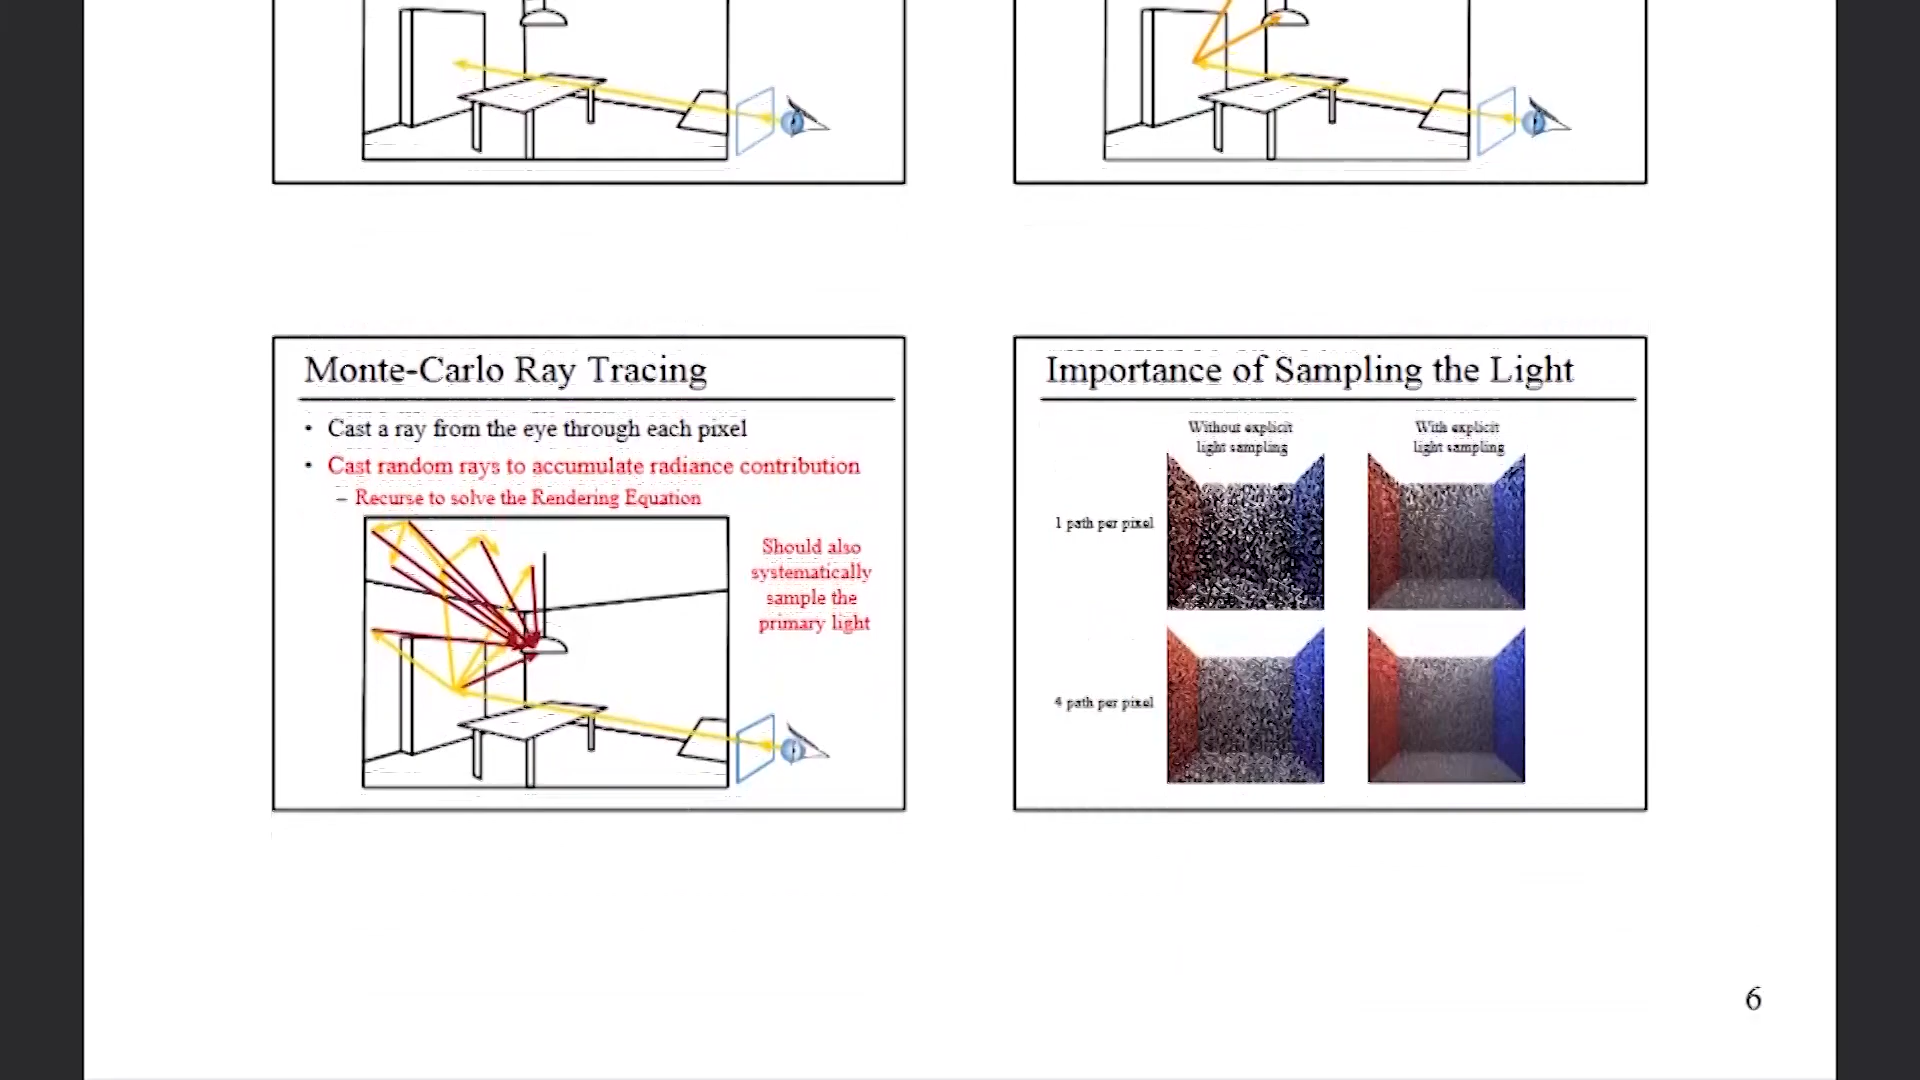 Monte-Carlo Ray Tracing
• Cast a ray from the eye through each pixel
• Cast random rays to accumulate radiance contribution
– Recurse to solve the Rendering Equation
Should also
systematically
sample the
primary light
Importance of Sampling the Light
Without explicit
light sampling
With explicit
light sampling
1 path per pixel
4 path per pixel
6